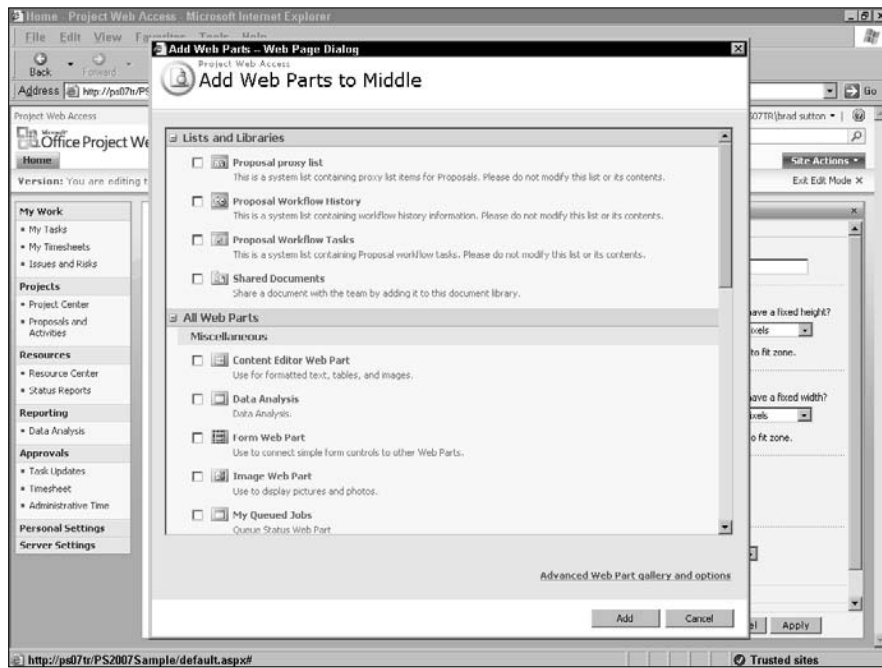 Home - Project Web Access - Microsoft Internet Explorer
File Edit View Favorites Tools Help
Back Forward
Address http://ps07tr/PS
Go
Add Web Parts -- Web Page Dialog
Project Web Access
Add Web Parts to Middle
Project Web Access
07TR\brad sutton
Microsoft
Office Project We
Home
Site Actions
Version: You are editing t
Exit Edit Mode X
My Work
My Tasks
My Timesheets
Issues and Risks
Projects
Project Center
Proposals and
Activities
Resources
Resource Center
Status Reports
Reporting
Data Analysis
Approvals
Task Updates
Timesheet
Administrative Time
Personal Settings
Server Settings
Lists and Libraries
Proposal proxy list
This is a system list containing proxy list items for Proposals. Please do not modify this list or its contents.
Proposal Workflow History
This is a system list containing workflow history information. Please do not modify this list or its contents.
Proposal Workflow Tasks
This is a system list containing Proposal workflow tasks. Please do not modify this list or its contents.
Shared Documents
Share a document with the team by adding it to this document library.
All Web Parts
Miscellaneous
Content Editor Web Part
Use for formatted text, tables, and images.
Data Analysis
Data Analysis.
Form Web Part
Use to connect simple form controls to other Web Parts.
Image Web Part
Use to display pictures and photos.
My Queued Jobs
Queue Status Web Part
Advanced Web Part gallery and options
Add Cancel
ave a fixed height?
ixels
to fit zone.
ave a fixed width?
ixels
o fit zone.
el Apply
http://ps07tr/PS2007Sample/default.aspx#
Trusted sites